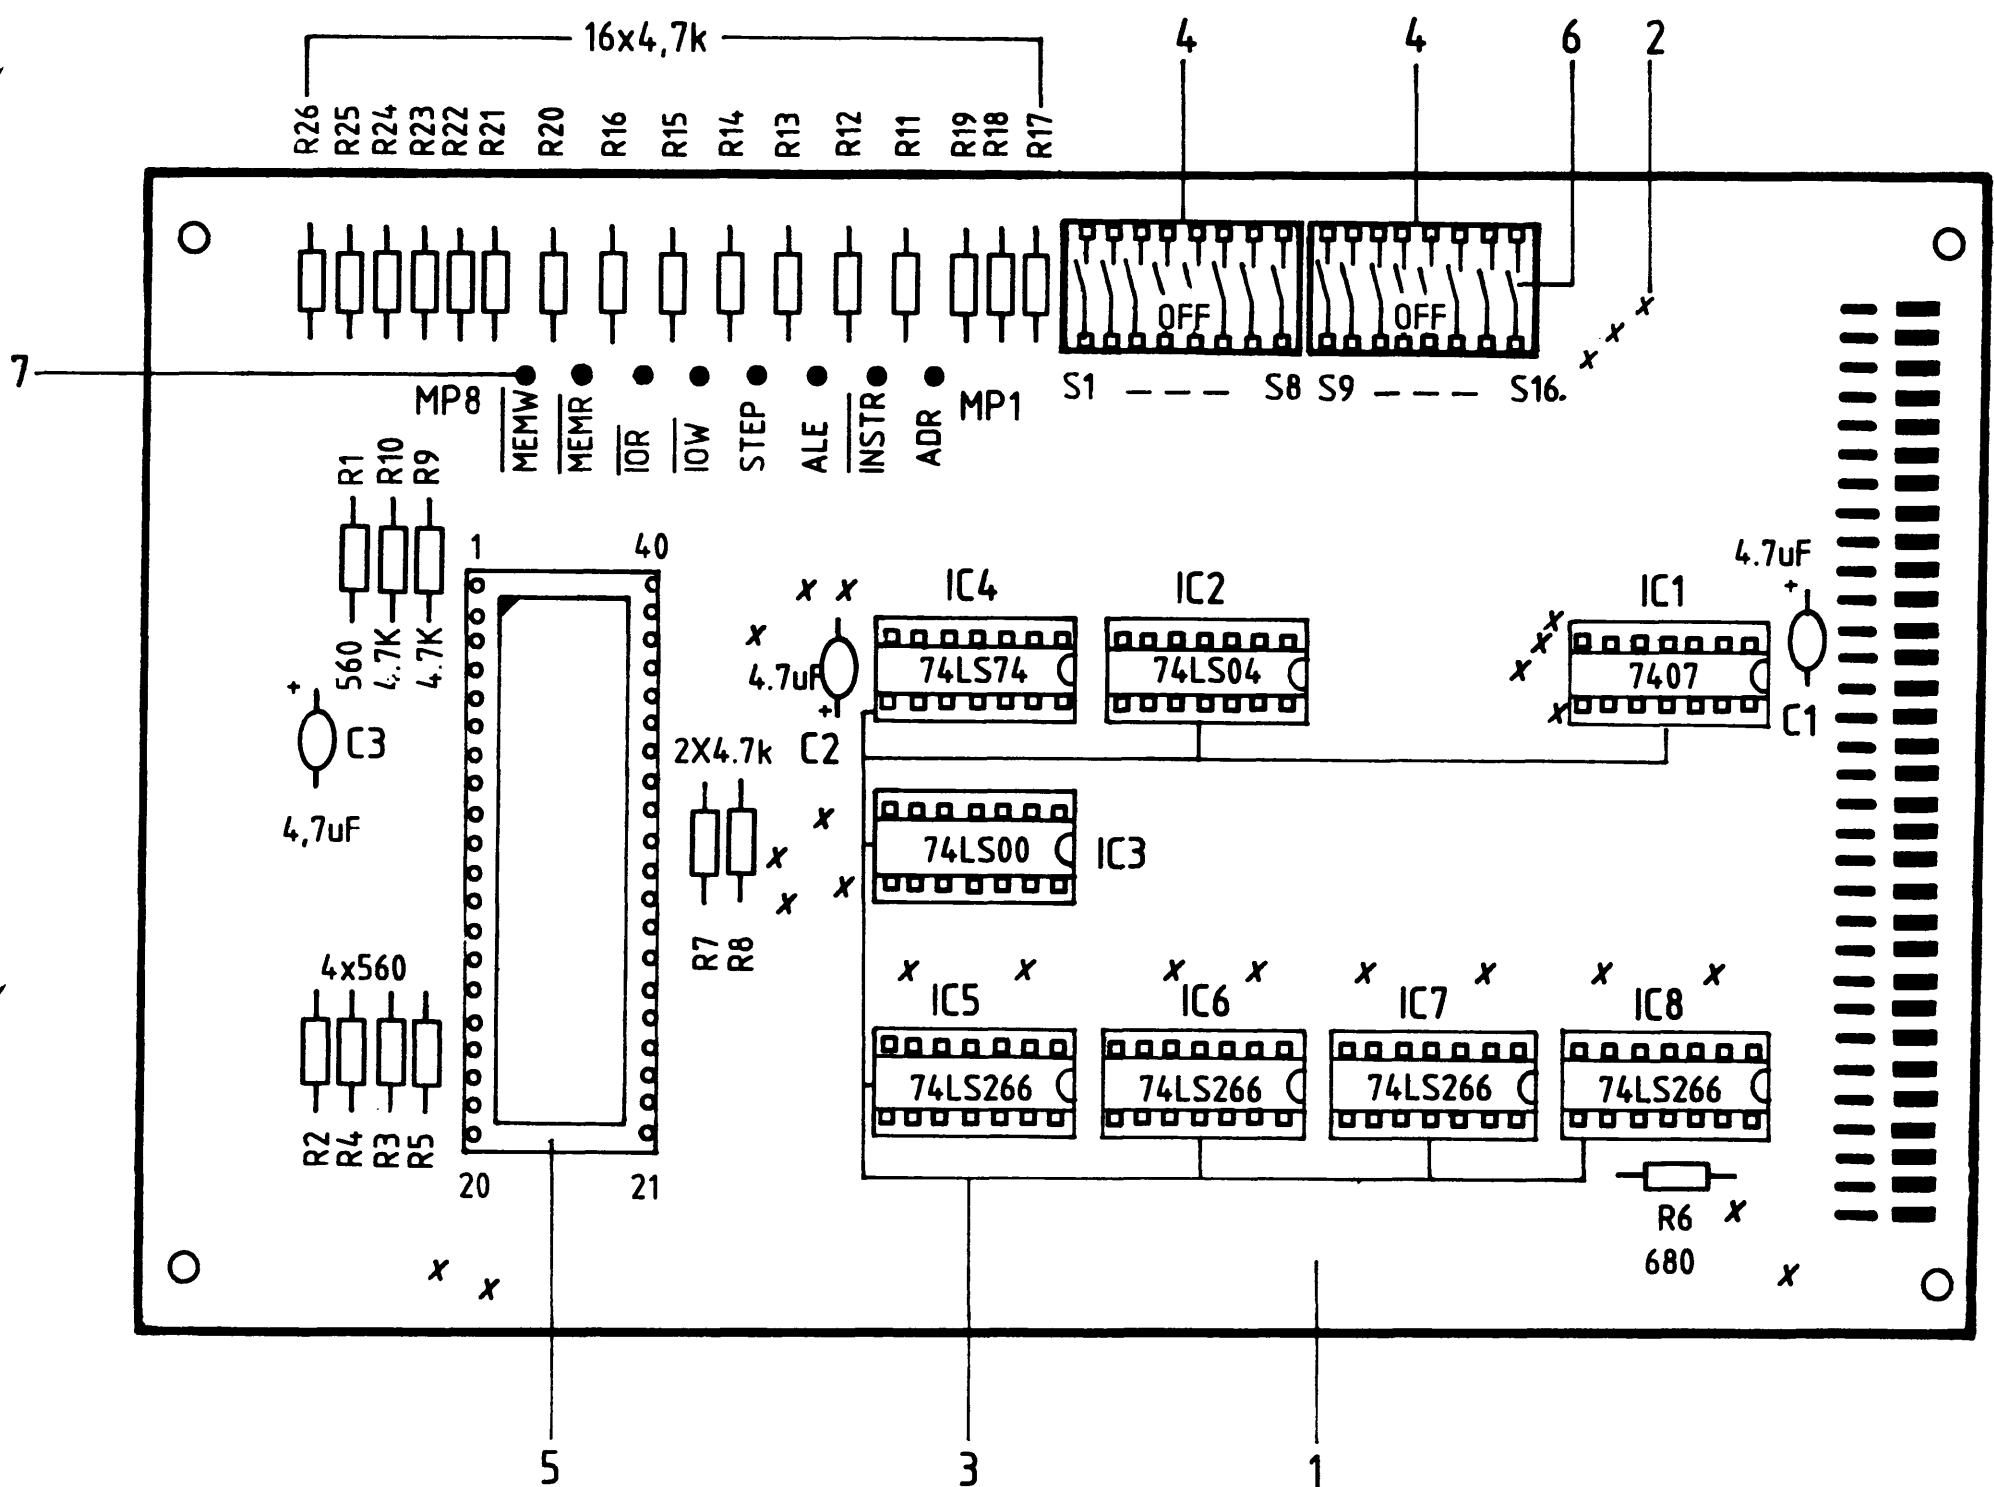 16x4,7k
4
4
6
2
R26 R25 R24 R23 R22 R21 R20 R16 R15 R14 R13 R12 R11 R19 R18 R17
OFF
OFF
7
MP8
MP1
S1 --- S8
S9 --- S16.
MEMW MEMR IOR IOW STEP ALE INSTR ADR
R1 R10 R9
560 4.7K 4.7K
1
40
+
C3
4,7uF
4.7uF
+
C2
IC4
74LS74
IC2
74LS04
IC1
7407
4.7uF
+
C1
x x
x
x
x
x
x
x
x
x
2X4.7k
R7 R8
x
x
x
x
74LS00
IC3
4x560
R2 R4 R3 R5
20
21
x x x x x x x x
IC5
IC6
IC7
IC8
74LS266
74LS266
74LS266
74LS266
R6
680
x
x
x
x
5
3
1